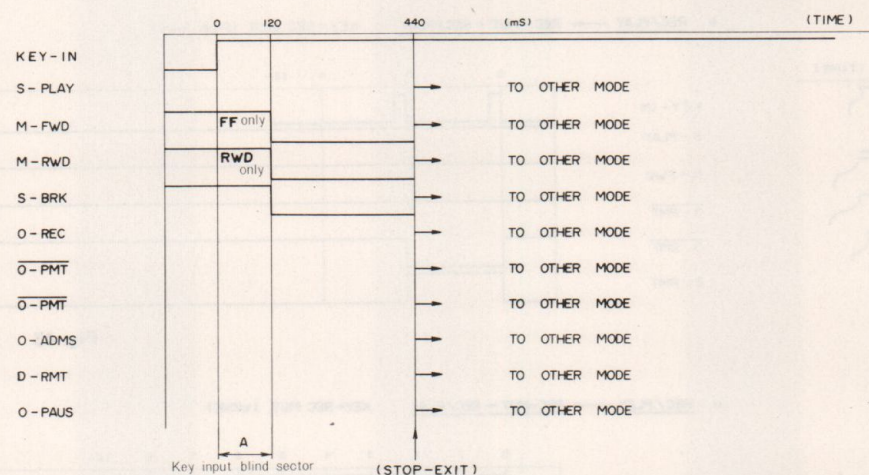 0 120 440 (mS) (TIME)
KEY-IN
S-PLAY TO OTHER MODE
M-FWD FF only TO OTHER MODE
M-RWD RWD only TO OTHER MODE
S-BRK TO OTHER MODE
O-REC TO OTHER MODE
O-PMT TO OTHER MODE
O-PMT TO OTHER MODE
O-ADMS TO OTHER MODE
D-RMT TO OTHER MODE
O-PAUS TO OTHER MODE
A
Key input blind sector (STOP-EXIT)